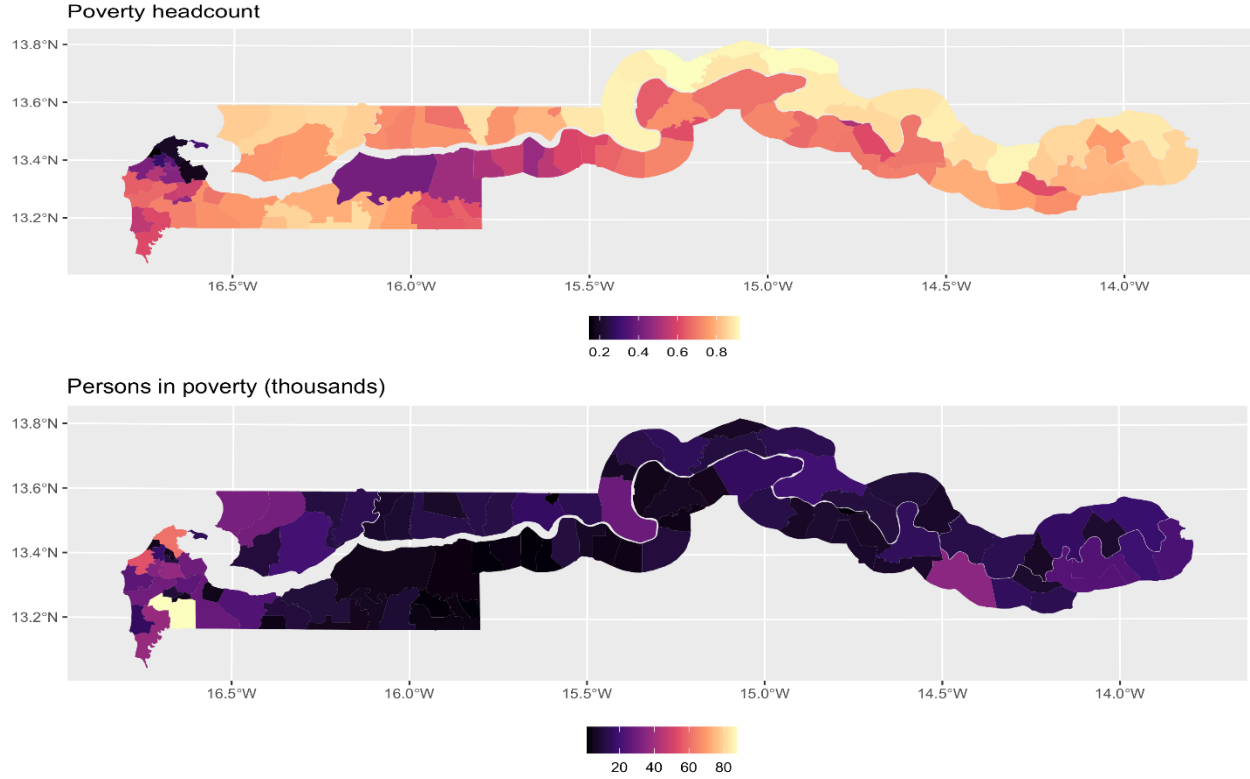 Poverty headcount
13.8°N
13.6°N
13.4°N
13.2°N
16.5°W 16.0°W 15.5°W 15.0°W 14.5°W 14.0°W
0.2 0.4 0.6 0.8
Persons in poverty (thousands)
13.8°N
13.6°N
13.4°N
13.2°N
16.5°W 16.0°W 15.5°W 15.0°W 14.5°W 14.0°W
20 40 60 80